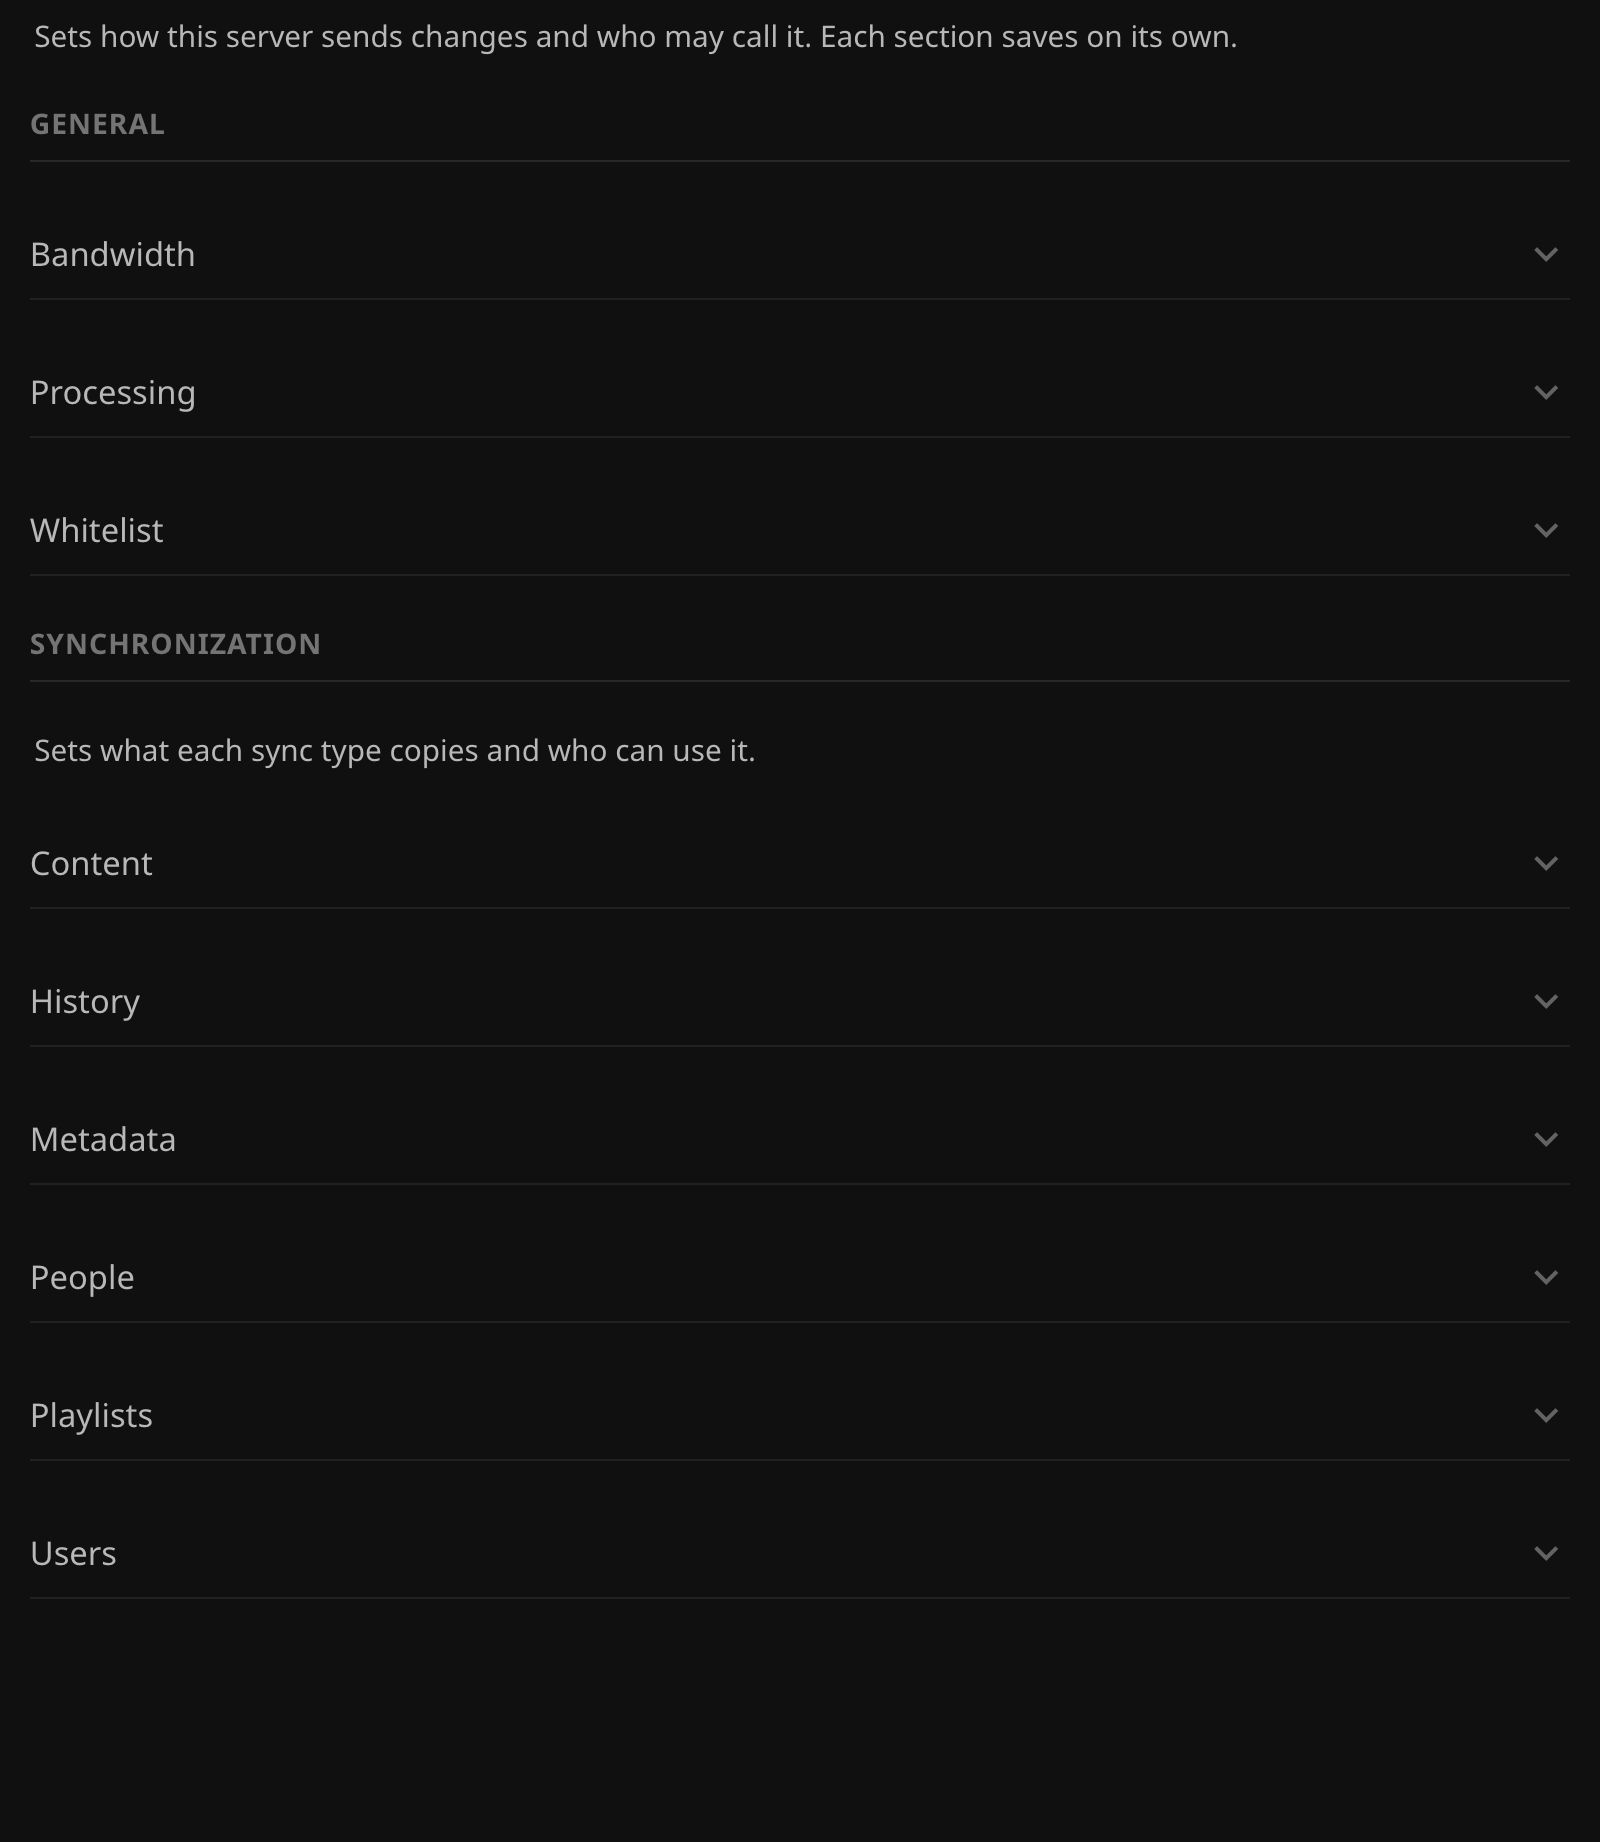 Sets how this server sends changes and who may call it. Each section saves on its own.
GENERAL
Bandwidth
Processing
Whitelist
SYNCHRONIZATION
Sets what each sync type copies and who can use it.
Content
History
Metadata
People
Playlists
Users